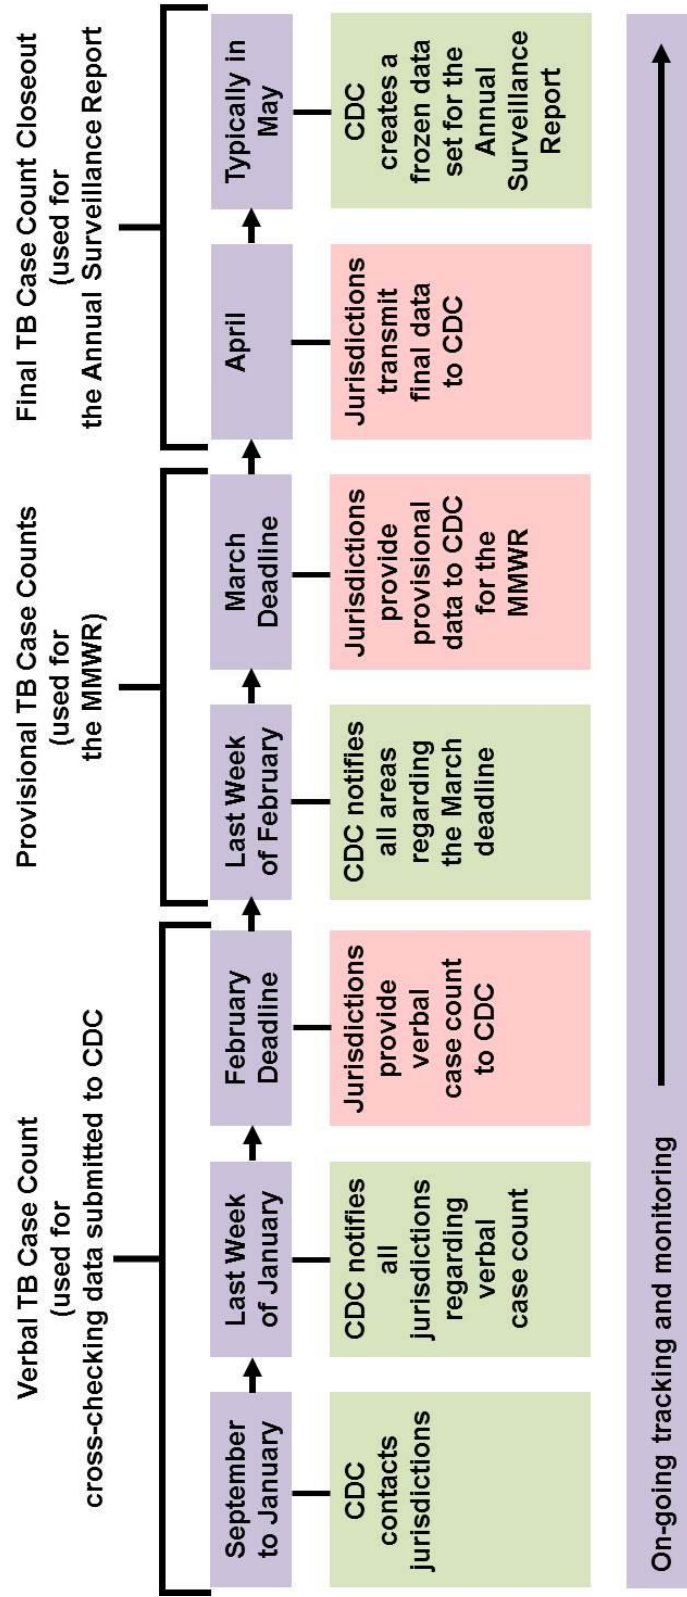 Verbal TB Case Count
(used for
cross-checking data submitted to CDC
Provisional TB Case Counts
(used for
the MMWR)
Final TB Case Count Closeout
(used for
the Annual Surveillance Report
September
to January
Last Week
of January
February
Deadline
Last Week
of February
March
Deadline
April
Typically in
May
CDC
contacts
jurisdictions
CDC notifies
all
jurisdictions
regarding
verbal
case count
Jurisdictions
provide
verbal
case count
to CDC
CDC notifies
all areas
regarding
the March
deadline
Jurisdictions
provide
provisional
data to CDC
for the
MMWR
Jurisdictions
transmit
final data
to CDC
CDC
creates a
frozen data
set for the
Annual
Surveillance
Report
On-going tracking and monitoring